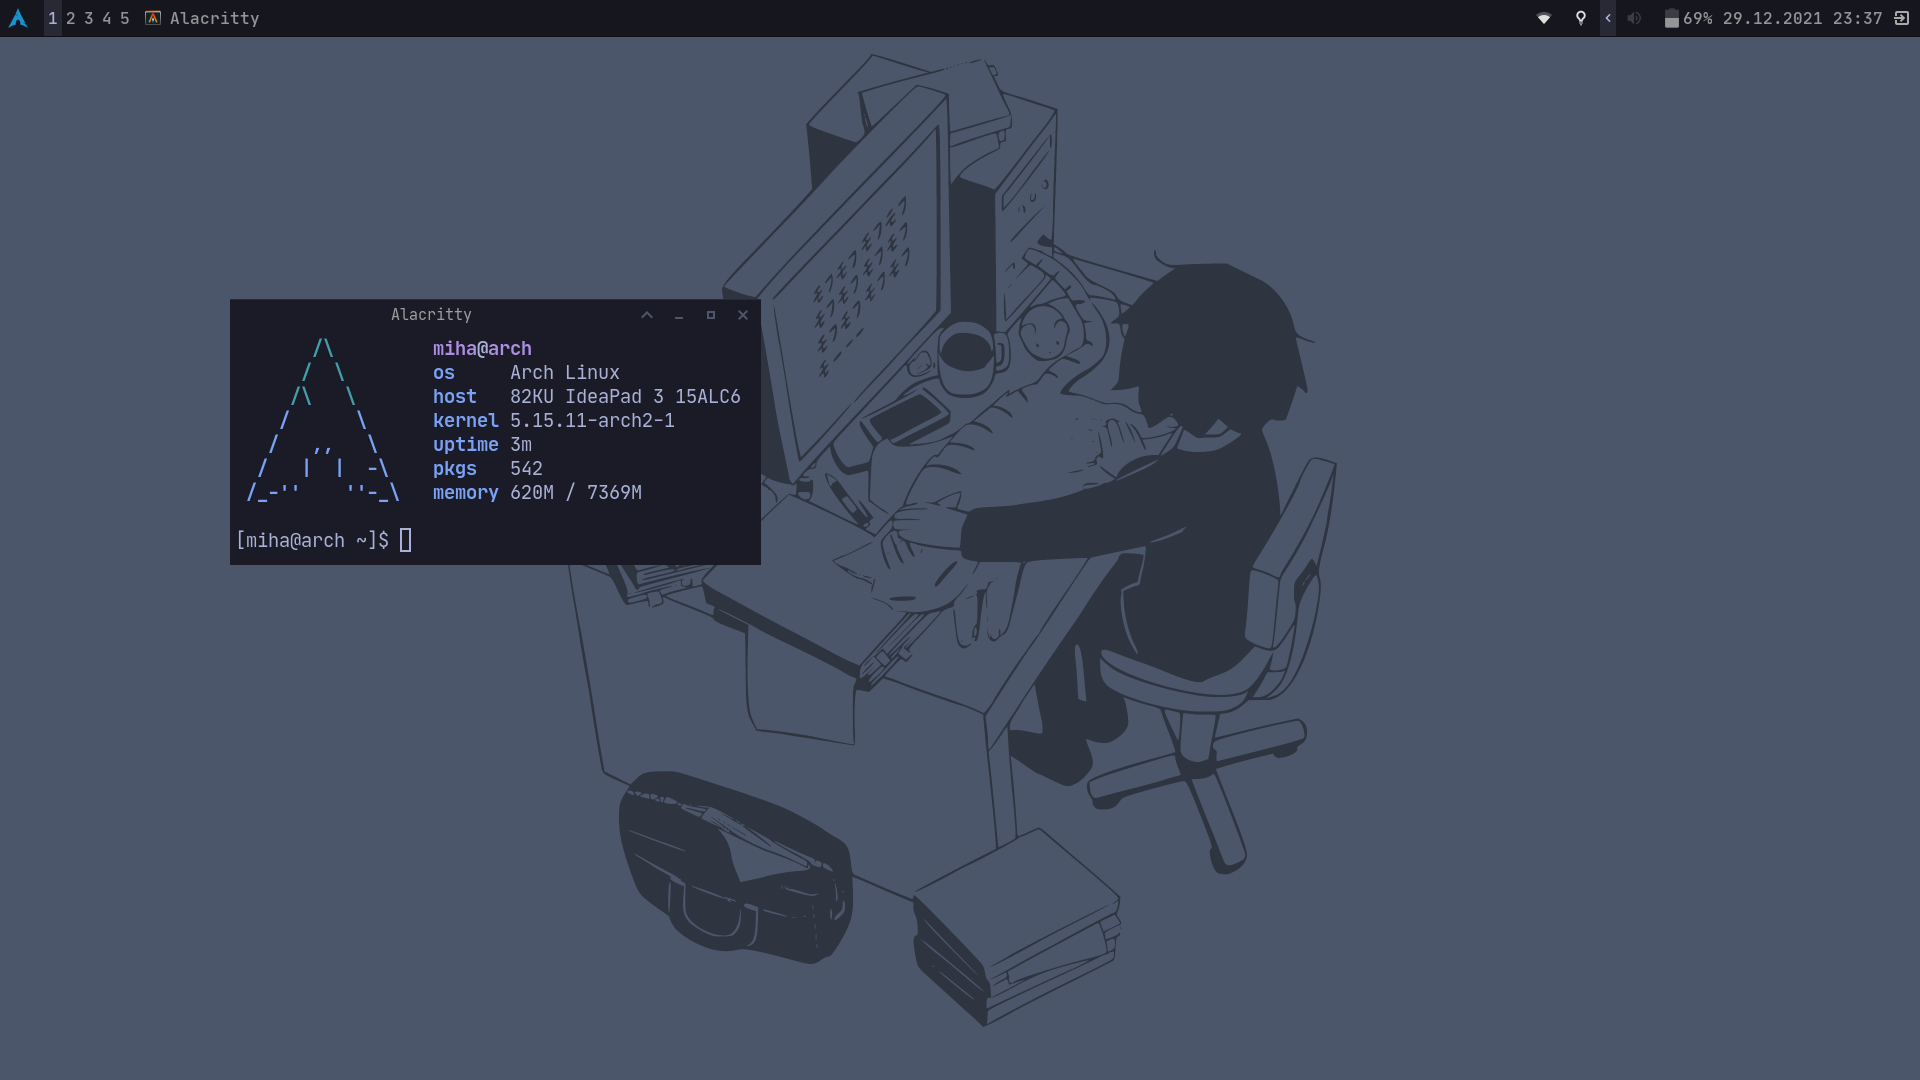 1 2 3 4 5 Alacritty 69% 29.12.2021 23:37
Alacritty
miha@arch
os Arch Linux
host 82KU IdeaPad 3 15ALC6
kernel 5.15.11-arch2-1
uptime 3m
pkgs 542
memory 620M / 7369M
[miha@arch ~]$